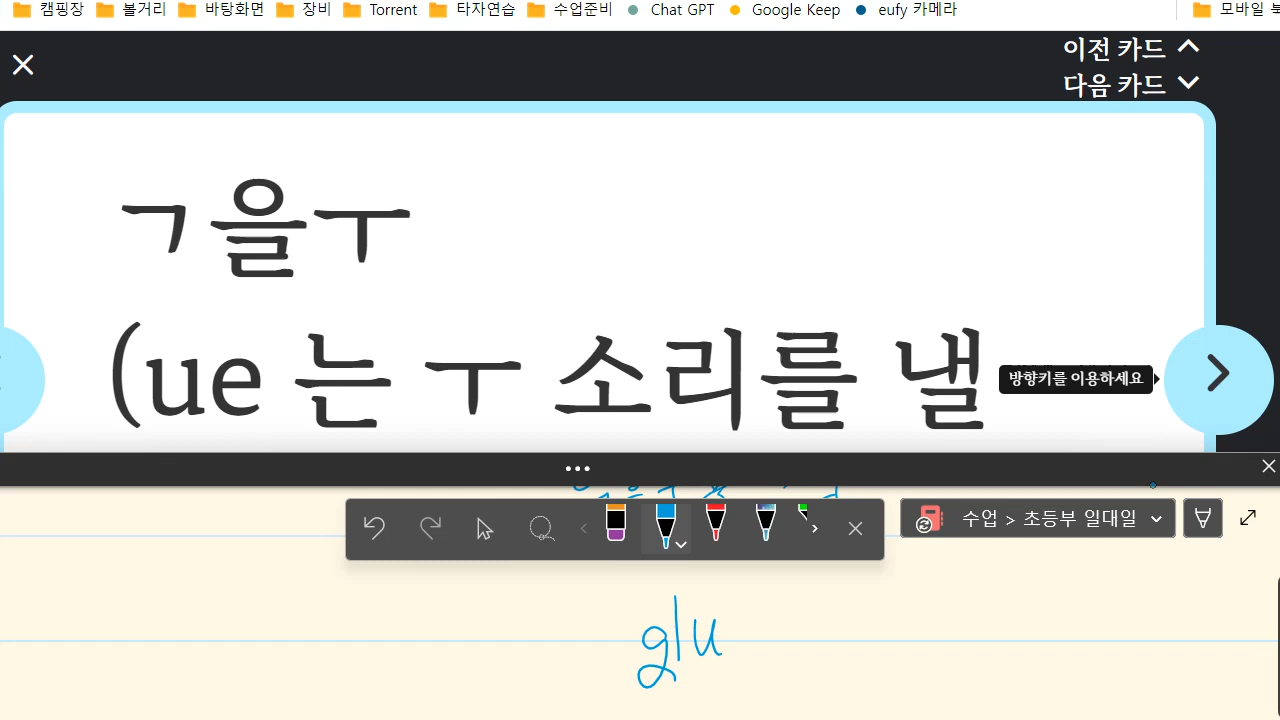 캠핑장 볼거리 바탕화면 장비 Torrent 타자연습 수업준비 Chat GPT Google Keep eufy 카메라 모바일
이전 카드
다음 카드
ㄱ을ㅜ
(ue 는 ㅜ 소리를 낼
방향키를 이용하세요
수업 > 초등부 일대일
glu